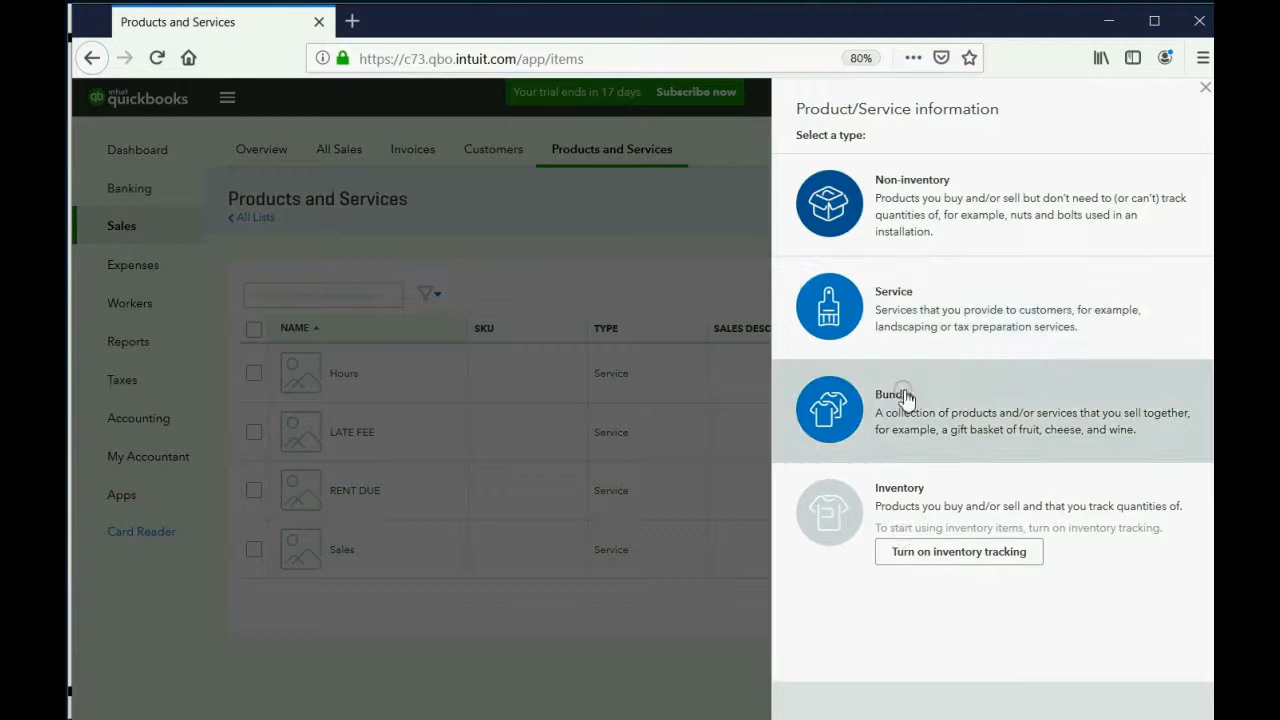 Products and Services
https://c73.qbo.intuit.com/app/items
80%
qb intuit quickbooks
Your trial ends in 17 days Subscribe now
Dashboard
Banking
Sales
Expenses
Workers
Reports
Taxes
Accounting
My Accountant
Apps
Card Reader
Overview
All Sales
Invoices
Customers
Products and Services
Products and Services
All Lists
NAME SKU TYPE SALES DESC
Hours Service
LATE FEE Service
RENT DUE Service
Sales Service
Product/Service information
Select a type:
Non-inventory
Products you buy and/or sell but don't need to (or can't) track
quantities of, for example, nuts and bolts used in an
installation.
Service
Services that you provide to customers, for example,
landscaping or tax preparation services.
A collection of products and/or services that you sell together,
for example, a gift basket of fruit, cheese, and wine.
Inventory
Products you buy and/or sell and that you track quantities of.
To start using inventory items, turn on inventory tracking.
Turn on inventory tracking